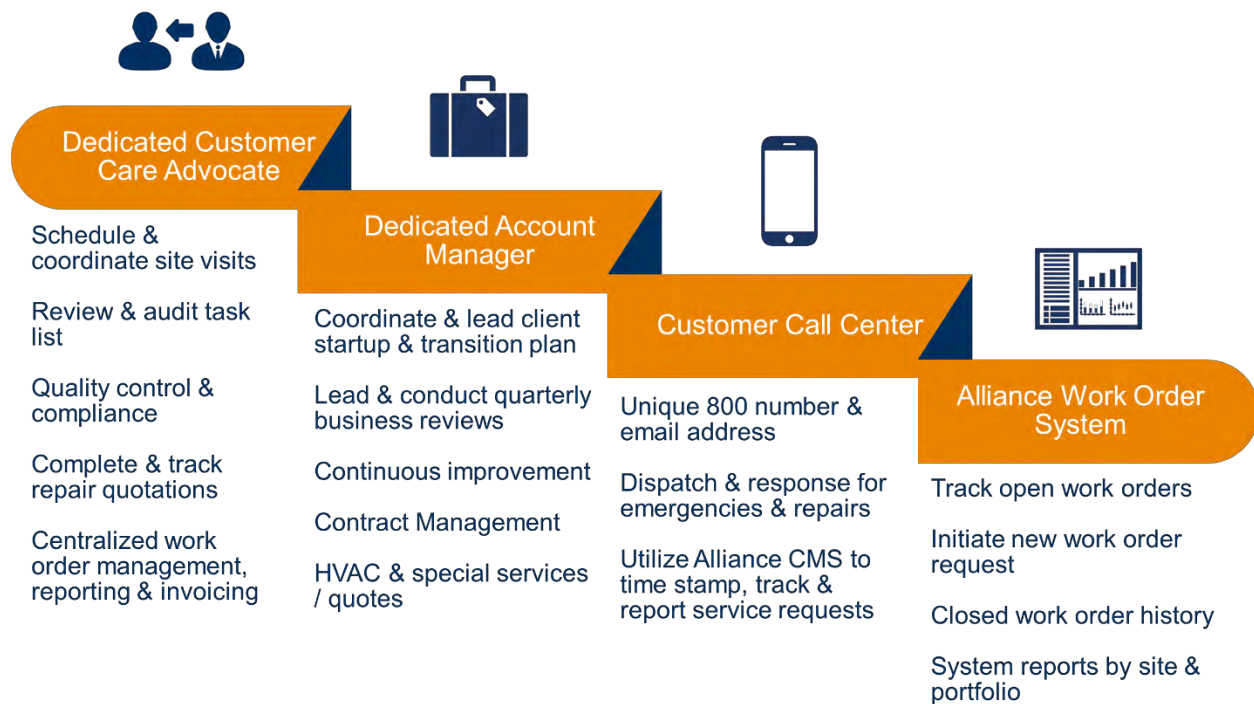 Dedicated Customer
Care Advocate
Schedule &
coordinate site visits
Review & audit task
list
Quality control &
compliance
Complete & track
repair quotations
Centralized work
order management,
reporting & invoicing
Dedicated Account
Manager
Coordinate & lead client
startup & transition plan
Lead & conduct quarterly
business reviews
Continuous improvement
Contract Management
HVAC & special services
/ quotes
Customer Call Center
Unique 800 number &
email address
Dispatch & response for
emergencies & repairs
Utilize Alliance CMS to
time stamp, track &
report service requests
Alliance Work Order
System
Track open work orders
Initiate new work order
request
Closed work order history
System reports by site &
portfolio